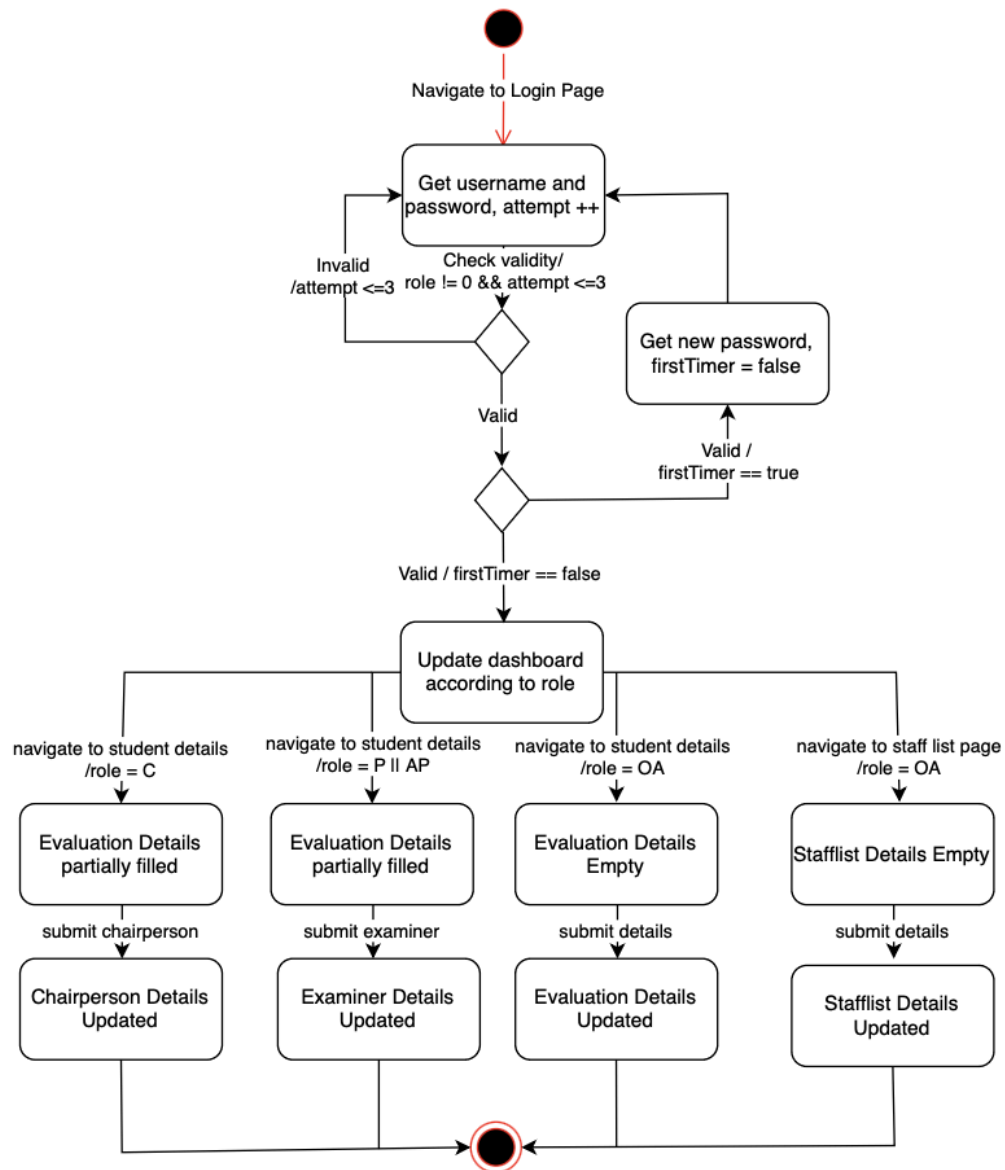 Navigate to Login Page
Get username and
password, attempt ++
Invalid
/attempt <=3
Check validity/
role != 0 && attempt <=3
Get new password,
firstTimer = false
Valid
Valid /
firstTimer == true
Valid / firstTimer == false
Update dashboard
according to role
navigate to student details
/role = C
navigate to student details
/role = P || AP
navigate to student details
/role = OA
navigate to staff list page
/role = OA
Evaluation Details
partially filled
Evaluation Details
partially filled
Evaluation Details
Empty
Stafflist Details Empty
submit chairperson
submit examiner
submit details
submit details
Chairperson Details
Updated
Examiner Details
Updated
Evaluation Details
Updated
Stafflist Details
Updated